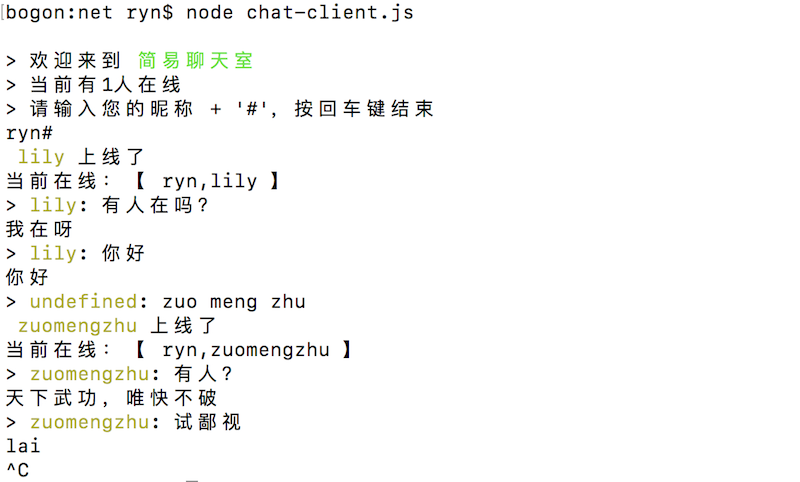 bogon:net ryn$ node chat-client.js
> 欢迎来到 简易聊天室
> 当前有1人在线
> 请输入您的昵称 + '#', 按回车键结束
ryn#
lily 上线了
当前在线：【 ryn,lily 】
> lily: 有人在吗？
我在呀
> lily: 你好
你好
> undefined: zuo meng zhu
zuomengzhu 上线了
当前在线：【 ryn,zuomengzhu 】
> zuomengzhu: 有人？
天下武功，唯快不破
> zuomengzhu: 试鄙视
lai
^C